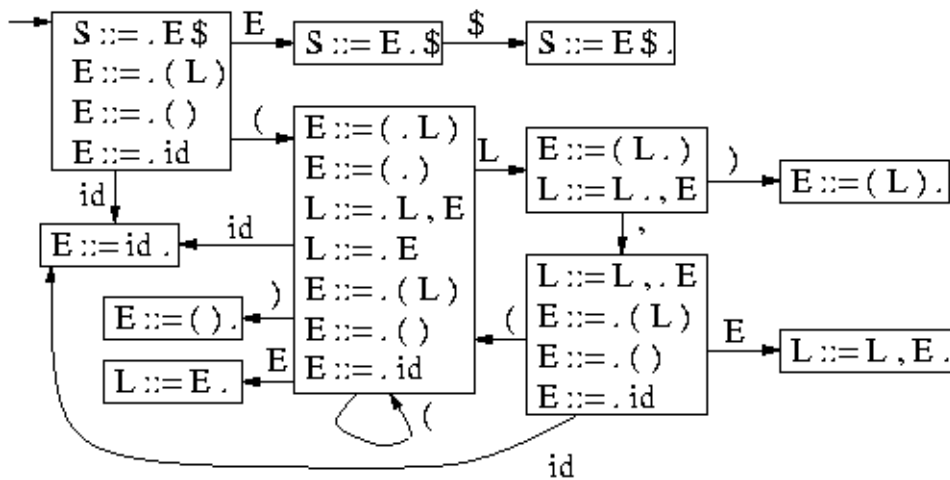 S ::= . E $
E ::= . ( L )
E ::= . ( )
E ::= . id
E
S ::= E . $
$
S ::= E $ .
(
E ::= ( . L )
E ::= ( . )
L ::= . L , E
L ::= . E
E ::= . ( L )
E ::= . ( )
E ::= . id
L
E ::= ( L . )
L ::= L . , E
)
E ::= ( L ) .
id
E ::= id .
id
,
L ::= L , . E
E ::= . ( L )
E ::= . ( )
E ::= . id
)
E ::= ( ) .
(
E
L ::= L , E .
E
L ::= E .
(
id